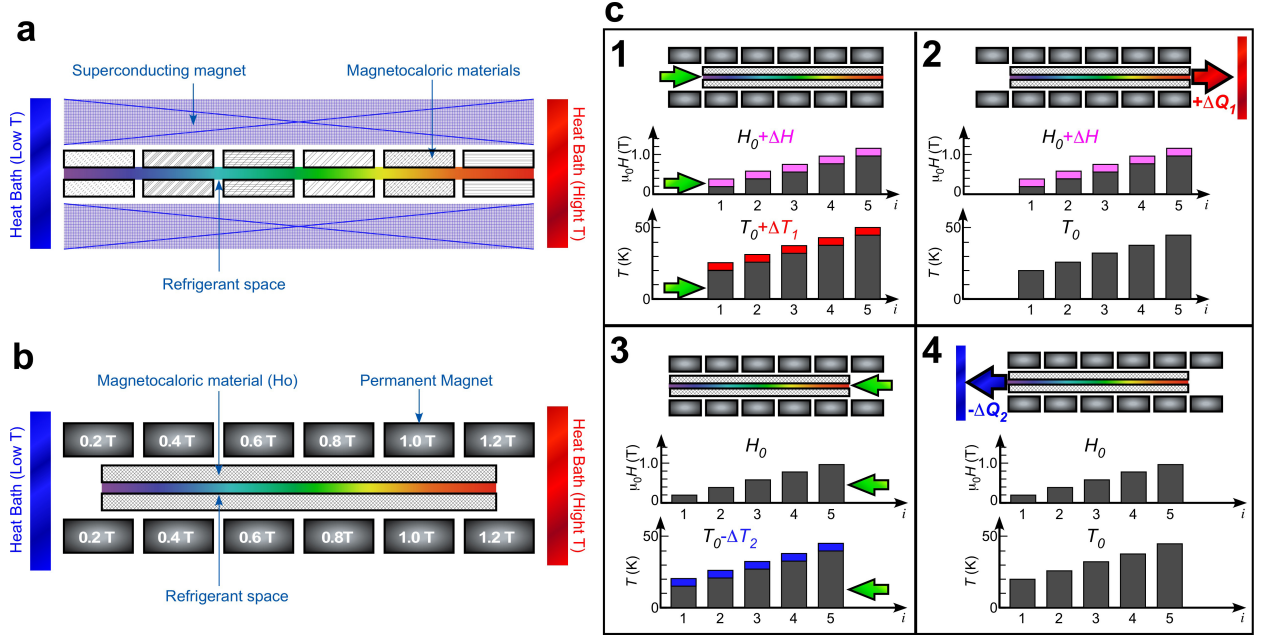 a
Superconducting magnet
Magnetocaloric materials
Heat Bath (Low T)
Heat Bath (Hight T)
Refrigerant space
b
Magnetocaloric material (Ho)
Permanent Magnet
Heat Bath (Low T)
Heat Bath (Hight T)
0.2 T 0.4 T 0.6 T 0.8 T 1.0 T 1.2 T
0.2 T 0.4 T 0.6 T 0.8T 1.0 T 1.2 T
Refrigerant space
c
1
H0+ΔH
μ0H (T)
1.0
0
1 2 3 4 5 i
T0+ΔT1
T (K)
50
0
1 2 3 4 5 i
2
+ΔQ1
H0+ΔH
μ0H (T)
1.0
0
1 2 3 4 5 i
T0
T (K)
50
0
1 2 3 4 5 i
3
H0
μ0H (T)
1.0
0
1 2 3 4 5 i
T0-ΔT2
T (K)
50
0
1 2 3 4 5 i
4
-ΔQ2
H0
μ0H (T)
1.0
0
1 2 3 4 5 i
T0
T (K)
50
0
1 2 3 4 5 i